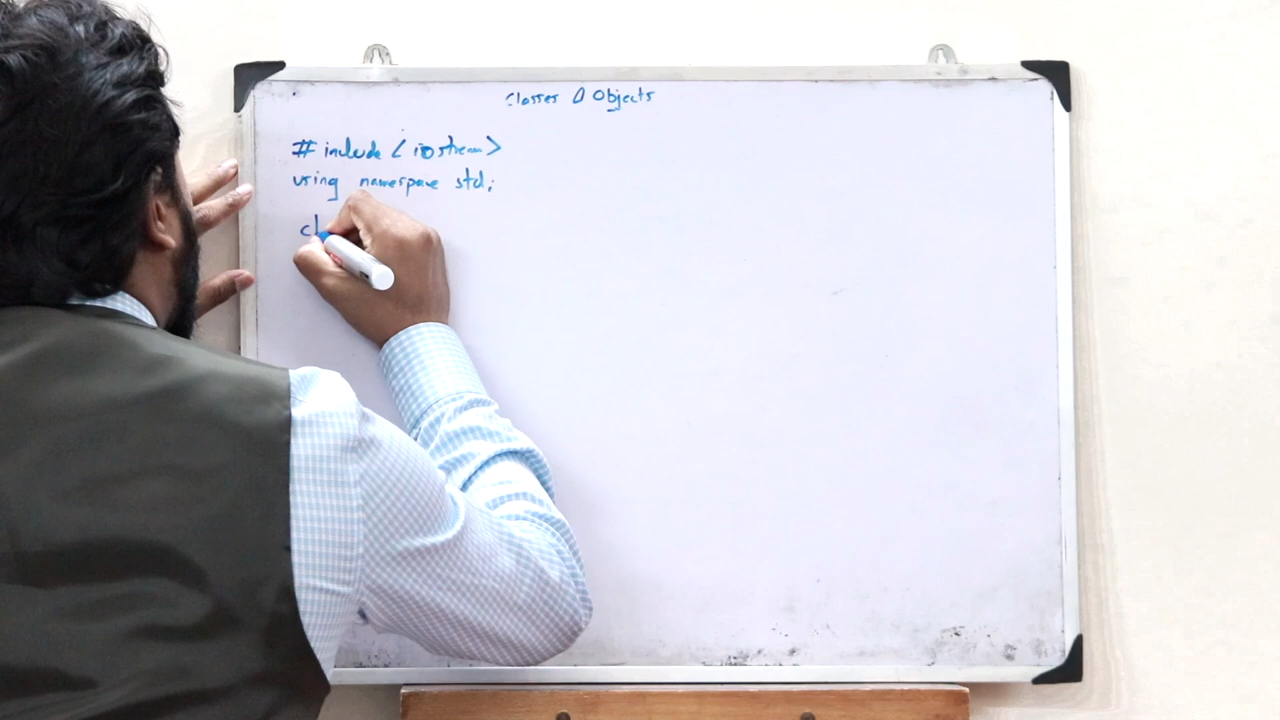 Classes & Objects
# include <iostream>
using namespace std;
cl